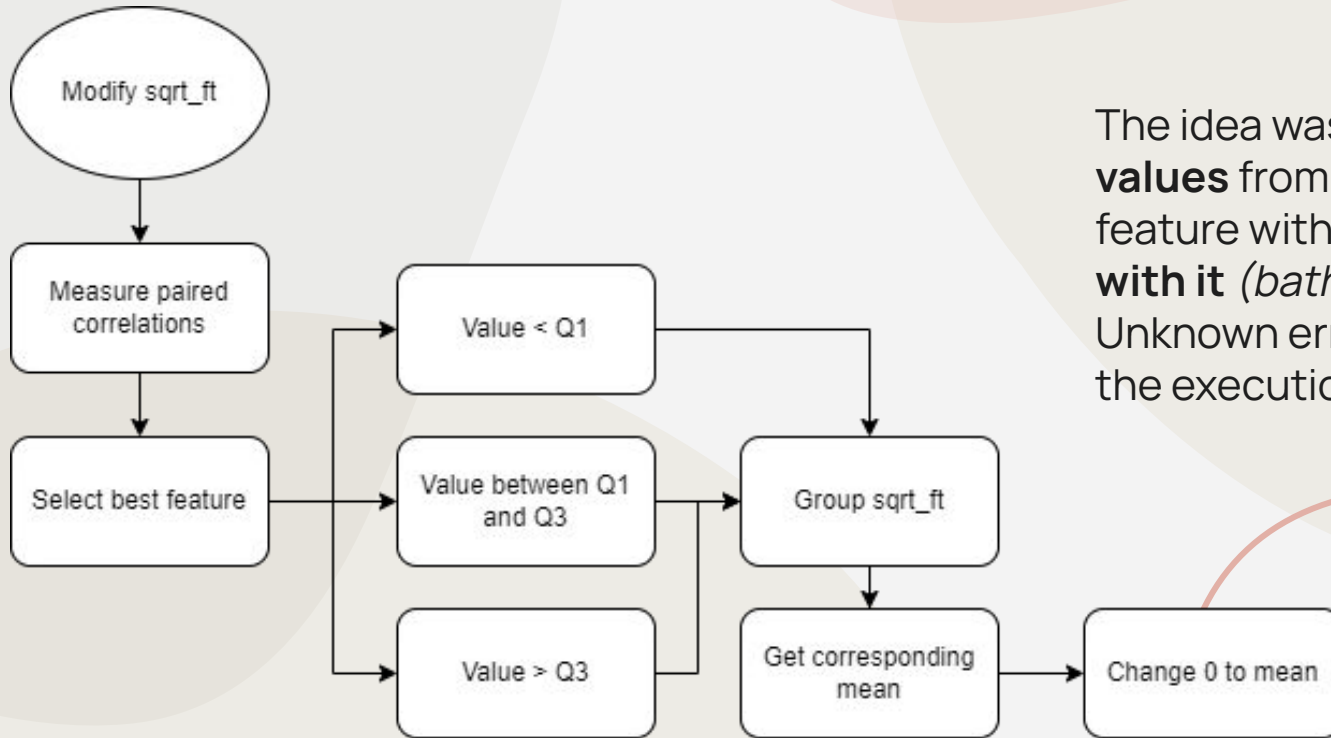 Modify sqrt_ft
Measure paired
correlations
Select best feature
Value < Q1
Value between Q1
and Q3
Value > Q3
Group sqrt_ft
Get corresponding
mean
Change 0 to mean
The idea was
values from
feature with
with it (bath
Unknown er
the executio